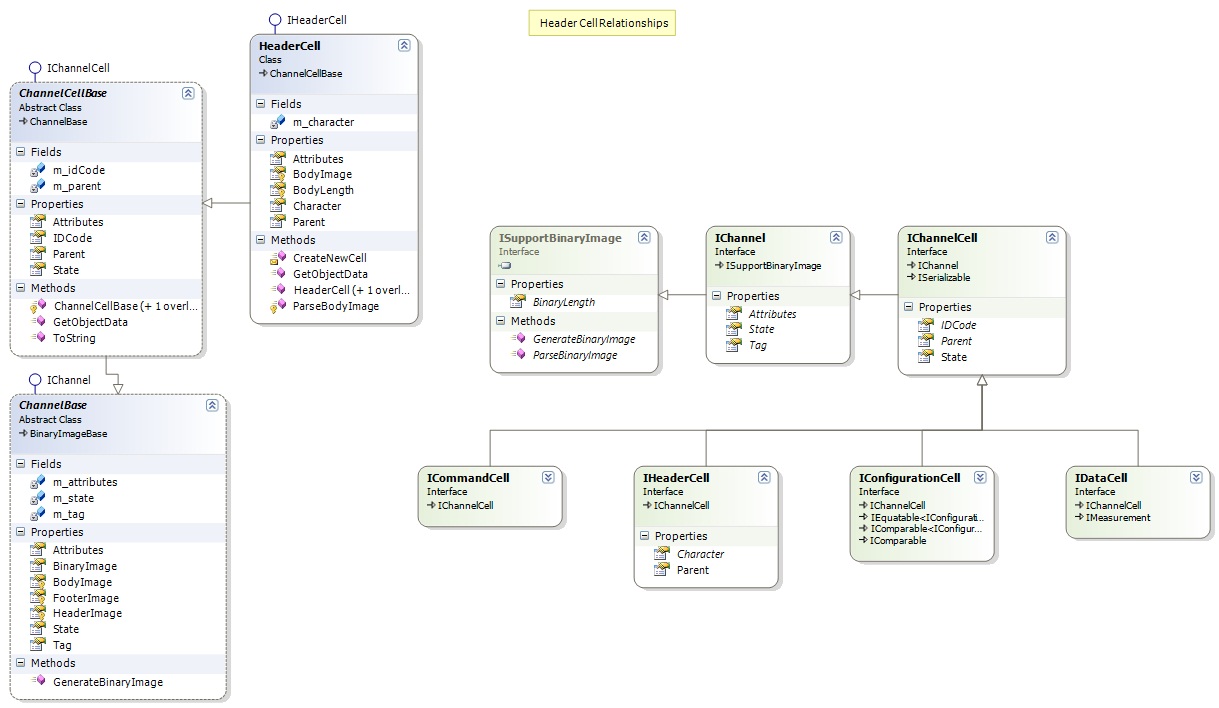 Header Cell Relationships
IHeaderCell
HeaderCell
Class
ChannelCellBase
Fields
m_character
Properties
Attributes
BodyImage
BodyLength
Character
Parent
Methods
CreateNewCell
GetObjectData
HeaderCell (+ 1 overl...
ParseBodyImage
IChannelCell
ChannelCellBase
Abstract Class
ChannelBase
Fields
m_idCode
m_parent
Properties
Attributes
IDCode
Parent
State
Methods
ChannelCellBase (+ 1 overl...
GetObjectData
ToString
IChannel
ChannelBase
Abstract Class
BinaryImageBase
Fields
m_attributes
m_state
m_tag
Properties
Attributes
BinaryImage
BodyImage
FooterImage
HeaderImage
State
Tag
Methods
GenerateBinaryImage
ISupportBinaryImage
Interface
Properties
BinaryLength
Methods
GenerateBinaryImage
ParseBinaryImage
IChannel
Interface
ISupportBinaryImage
Properties
Attributes
State
Tag
IChannelCell
Interface
IChannel
ISerializable
Properties
IDCode
Parent
State
ICommandCell
Interface
IChannelCell
IHeaderCell
Interface
IChannelCell
Properties
Character
Parent
IConfigurationCell
Interface
IChannelCell
IEquatable<IConfigurati...
IComparable<IConfigur...
IComparable
IDataCell
Interface
IChannelCell
IMeasurement